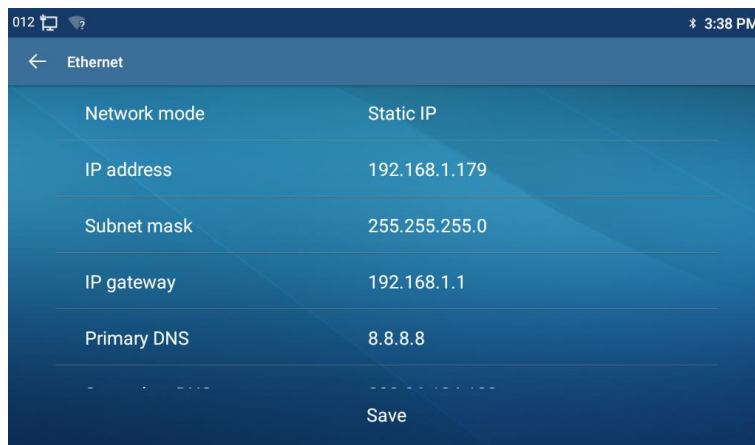 012 3:38 PM
Ethernet
Network mode Static IP
IP address 192.168.1.179
Subnet mask 255.255.255.0
IP gateway 192.168.1.1
Primary DNS 8.8.8.8
Save